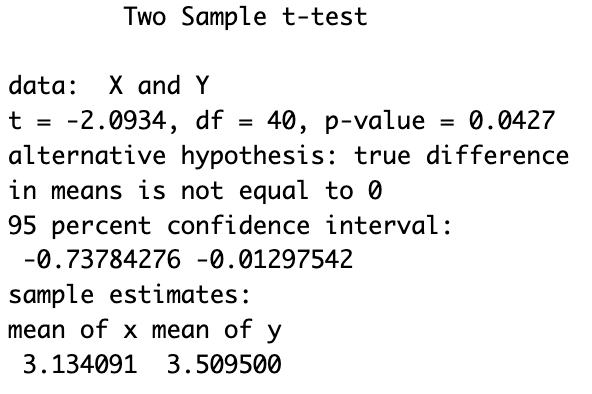 Two Sample t-test
data:  X and Y
t = -2.0934, df = 40, p-value = 0.0427
alternative hypothesis: true difference
in means is not equal to 0
95 percent confidence interval:
 -0.73784276 -0.01297542
sample estimates:
mean of x mean of y
 3.134091  3.509500